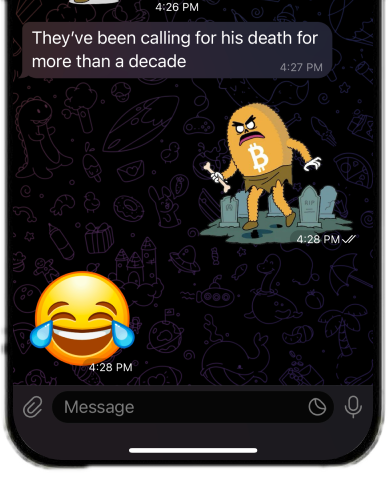 4:26 PM
They've been calling for his death for
more than a decade
4:27 PM
₿
RIP
4:28 PM
4:28 PM
Message